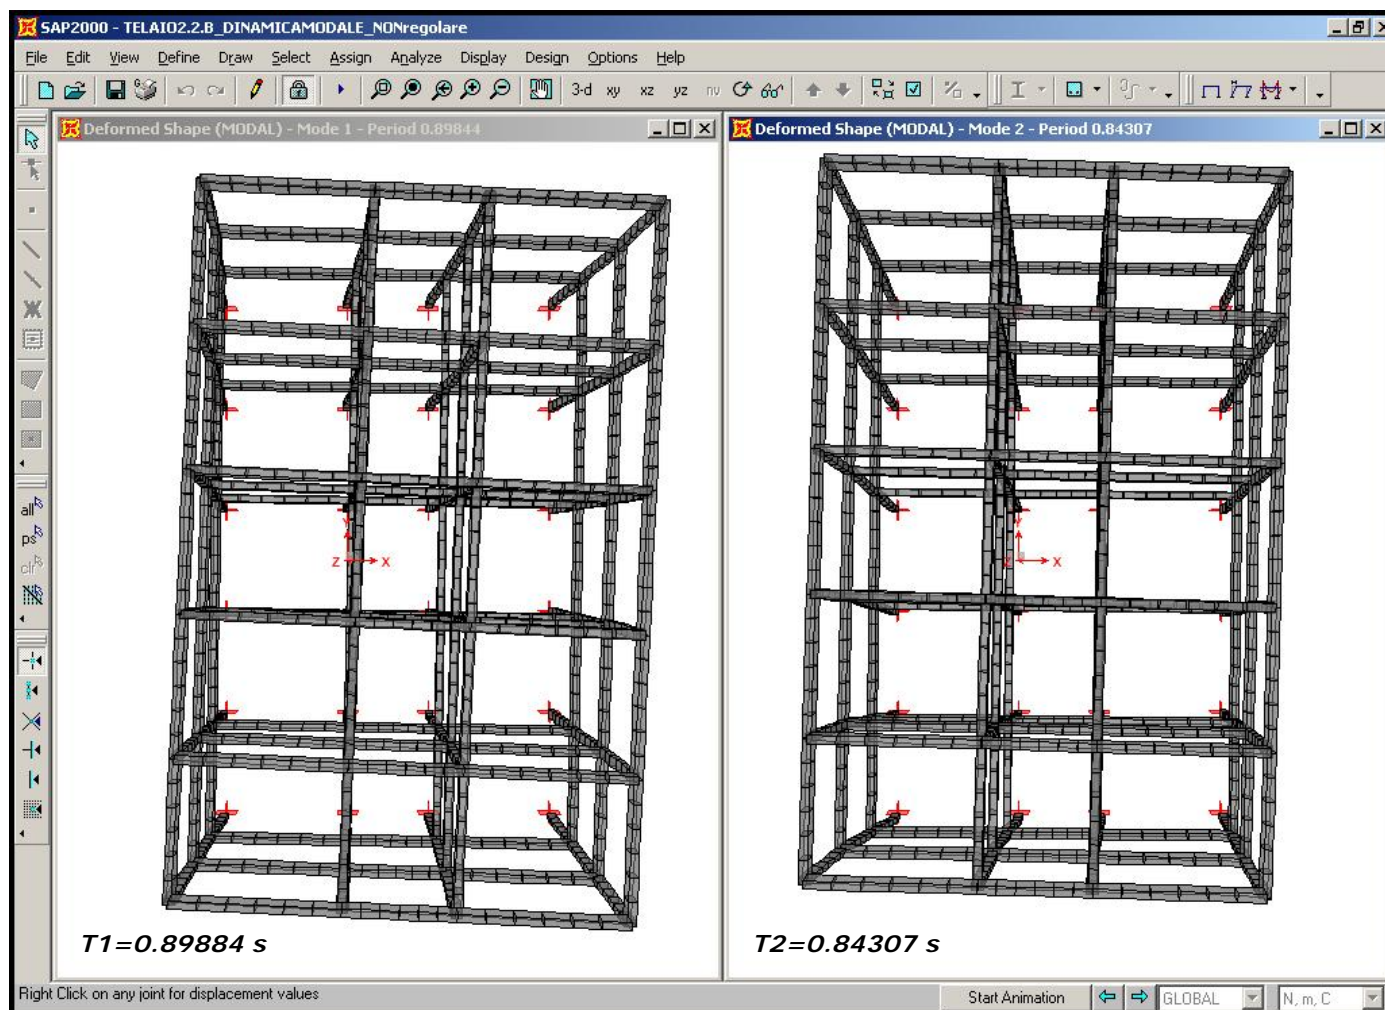 SAP2000 - TELAIO2.2.B_DINAMICAMODALE_NONregolare
File Edit View Define Draw Select Assign Analyze Display Design Options Help
3-d xy xz yz nv
Deformed Shape (MODAL) - Mode 1 - Period 0.89844
Deformed Shape (MODAL) - Mode 2 - Period 0.84307
all
ps
clr
Y
Z X
Y
Z X
T1=0.89884 s
T2=0.84307 s
Right Click on any joint for displacement values
Start Animation
GLOBAL
N, m, C